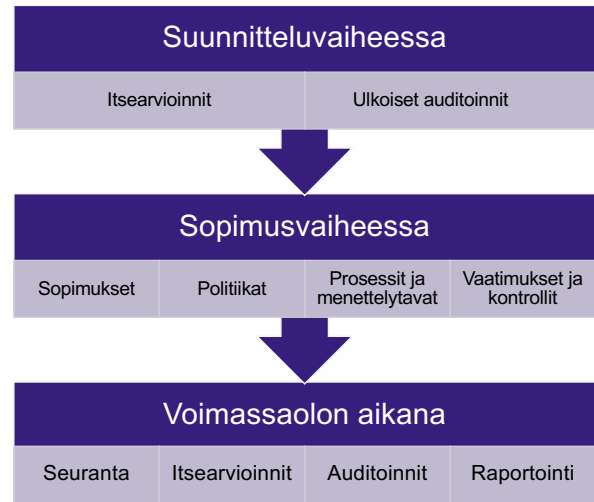 Suunnitteluvaiheessa
Itsearvioinnit
Ulkoiset auditoinnit
Sopimusvaiheessa
Sopimukset
Politiikat
Prosessit ja
menettelytavat
Vaatimukset ja
kontrollit
Voimassaolon aikana
Seuranta
Itsearvioinnit
Auditoinnit
Raportointi